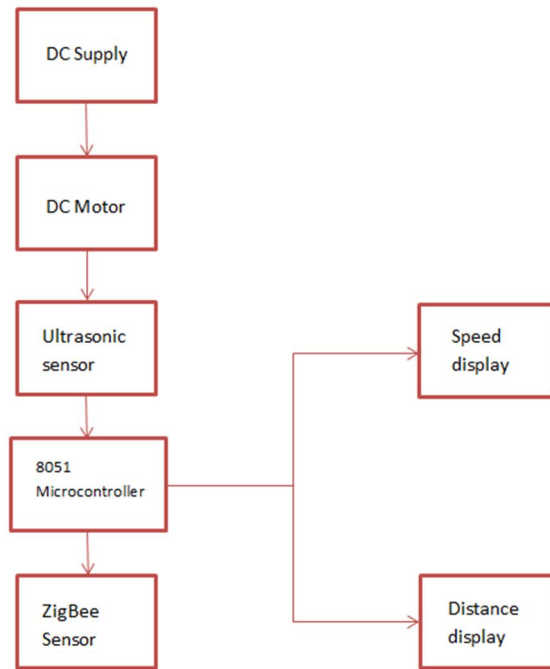 DC Supply
DC Motor
Ultrasonic
sensor
Speed
display
8051
Microcontroller
ZigBee
Sensor
Distance
display